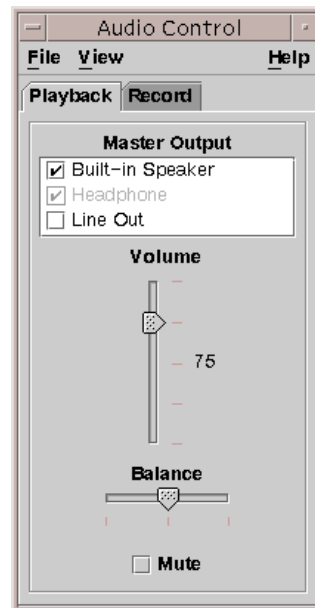 Audio Control
File View Help
Playback Record
Master Output
Built-in Speaker
Headphone
Line Out
Volume
75
Balance
Mute